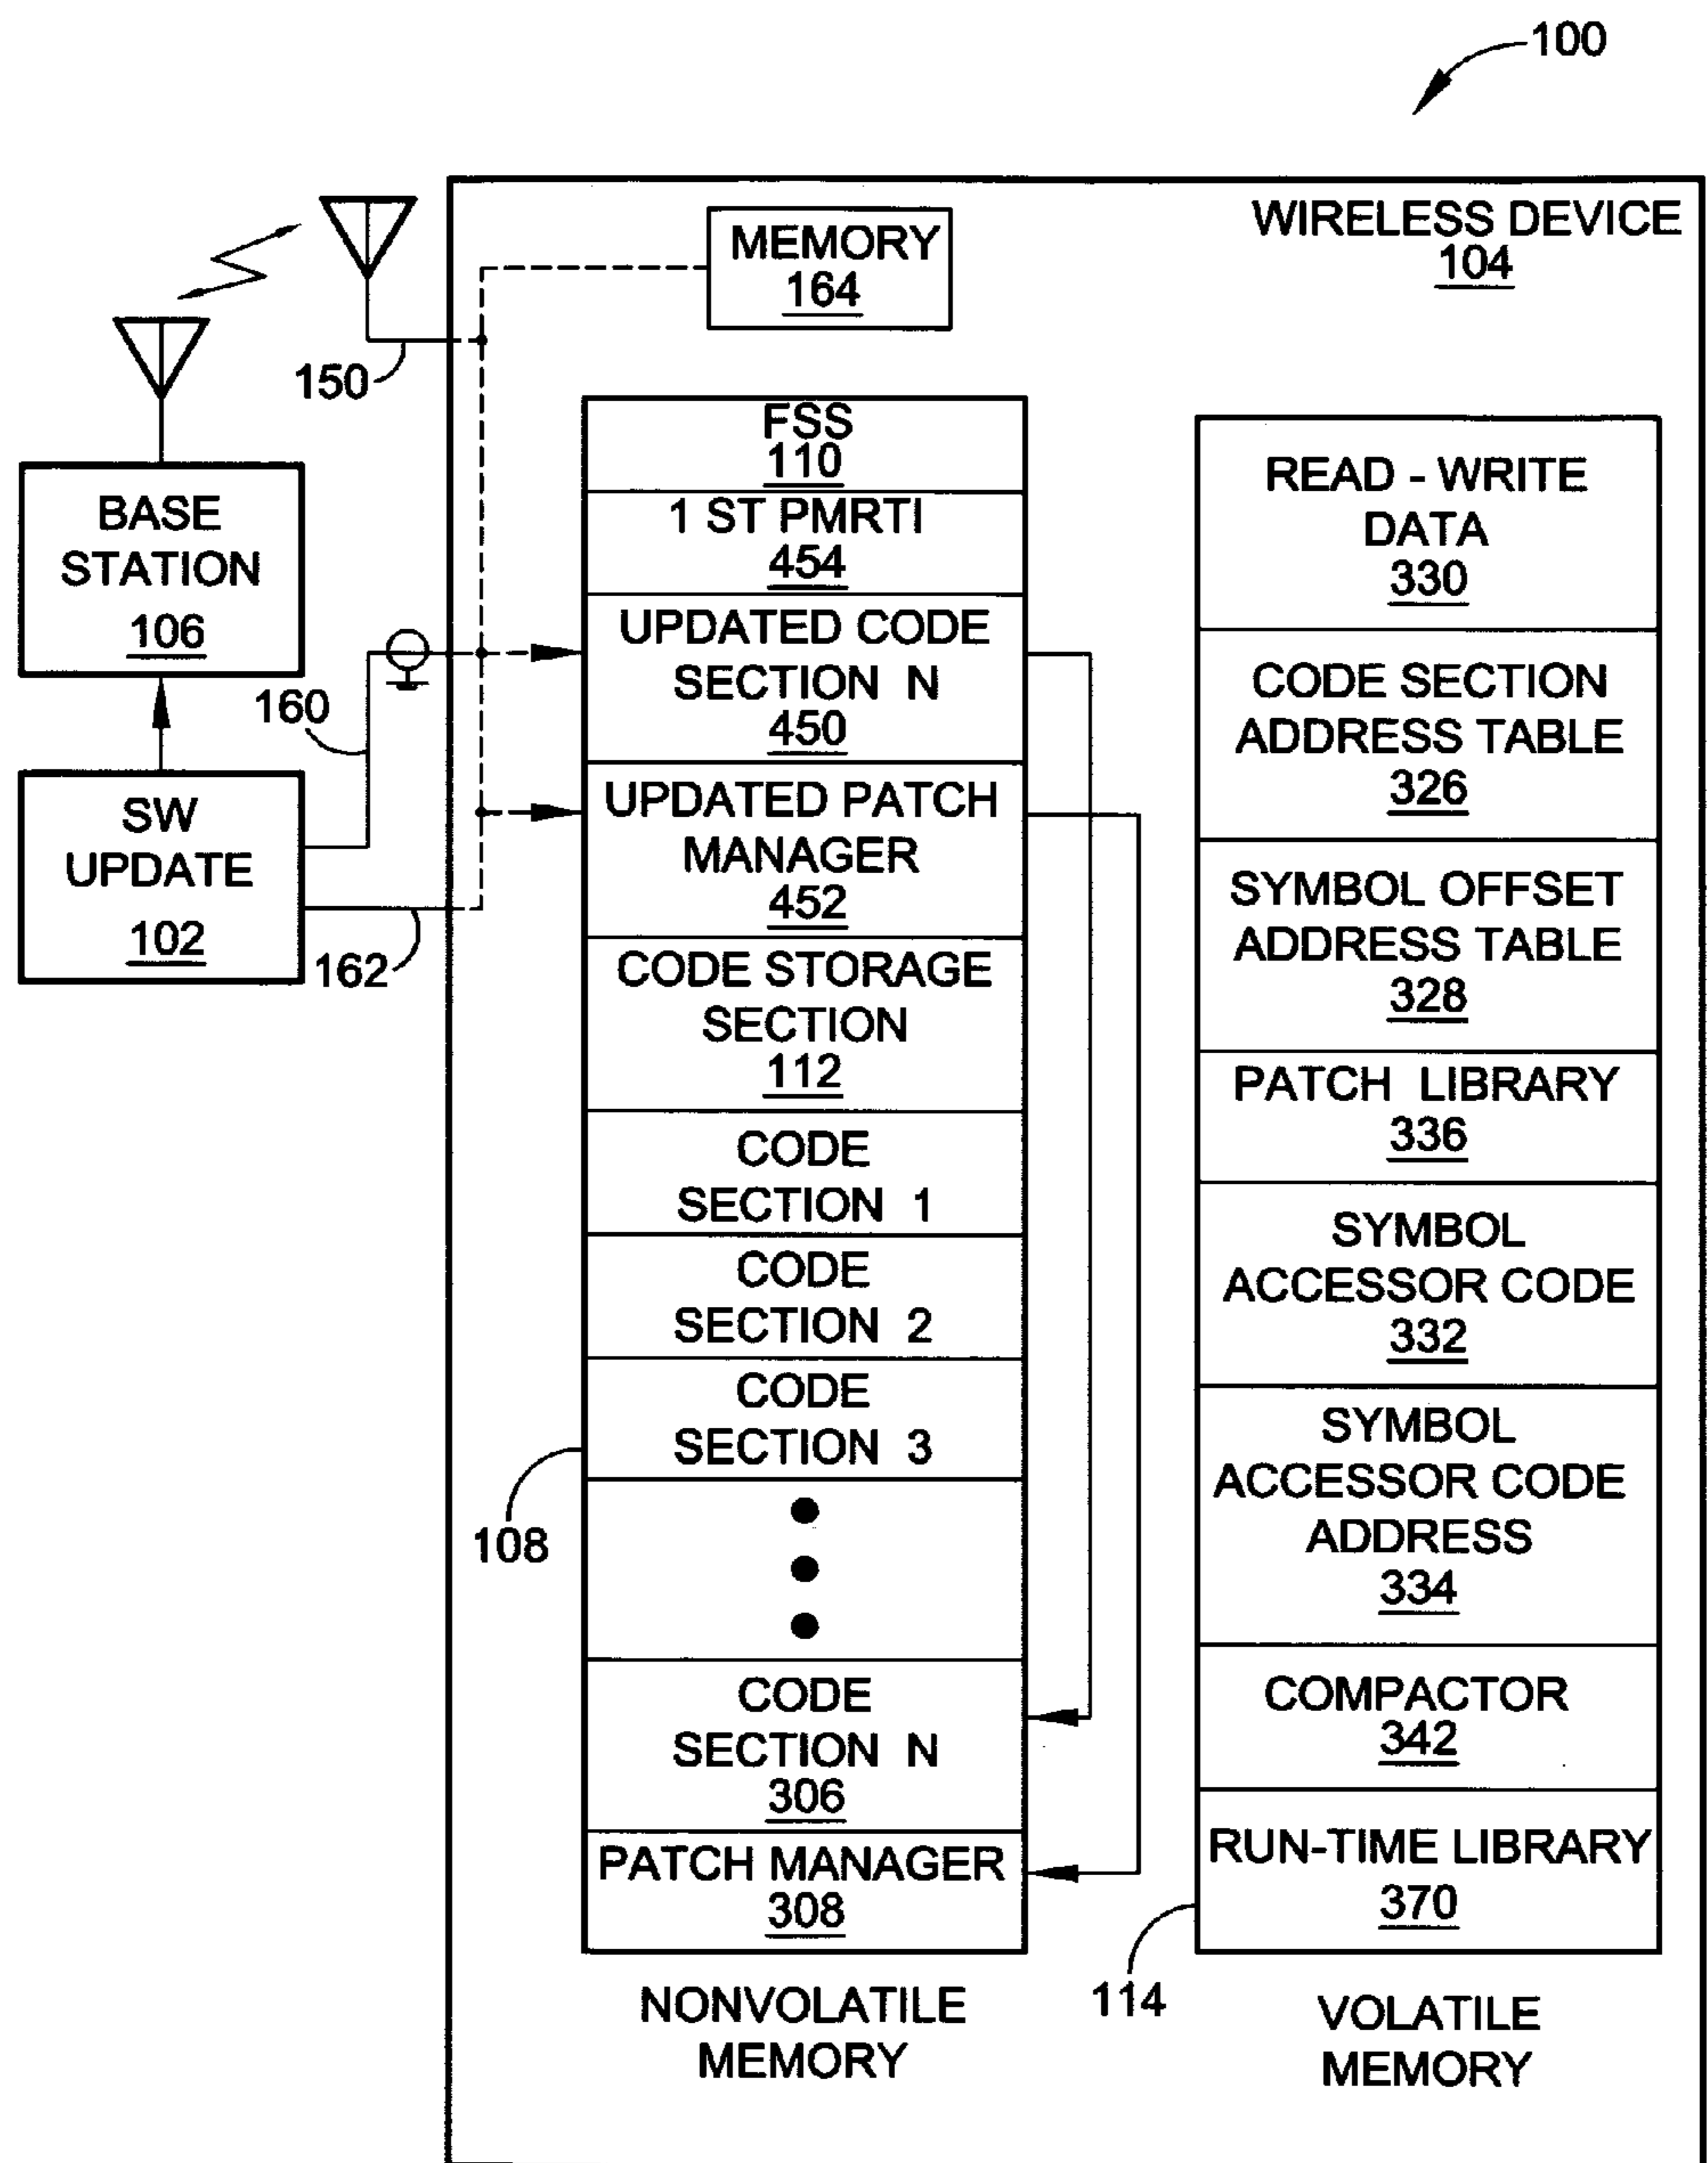 100
WIRELESS DEVICE
104
MEMORY
164
150
BASE
STATION
106
160
SW
UPDATE
102
162
FSS
110
1 ST PMRTI
454
UPDATED CODE
SECTION N
450
UPDATED PATCH
MANAGER
452
CODE STORAGE
SECTION
112
CODE
SECTION 1
CODE
SECTION 2
CODE
SECTION 3
108
CODE
SECTION N
306
PATCH MANAGER
308
NONVOLATILE
MEMORY
READ - WRITE
DATA
330
CODE SECTION
ADDRESS TABLE
326
SYMBOL OFFSET
ADDRESS TABLE
328
PATCH LIBRARY
336
SYMBOL
ACCESSOR CODE
332
SYMBOL
ACCESSOR CODE
ADDRESS
334
COMPACTOR
342
RUN-TIME LIBRARY
370
114
VOLATILE
MEMORY